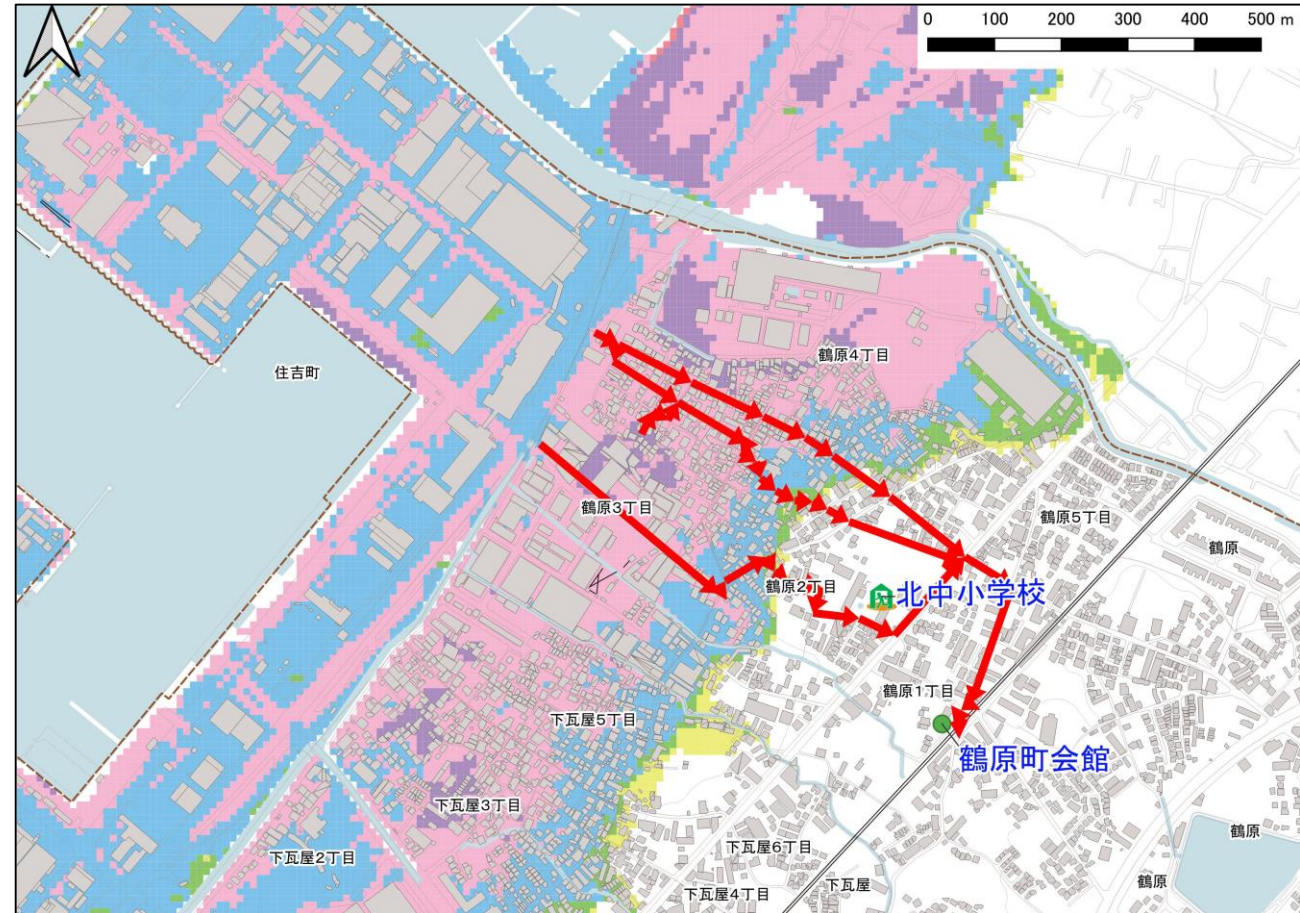 0 100 200 300 400 500 m
住吉町
鶴原4丁目
鶴原3丁目
鶴原5丁目
鶴原
鶴原2丁目
北中小学校
鶴原1丁目
鶴原町会館
下瓦屋5丁目
下瓦屋3丁目
下瓦屋2丁目
下瓦屋6丁目
下瓦屋4丁目
下瓦屋
鶴原
鶴原